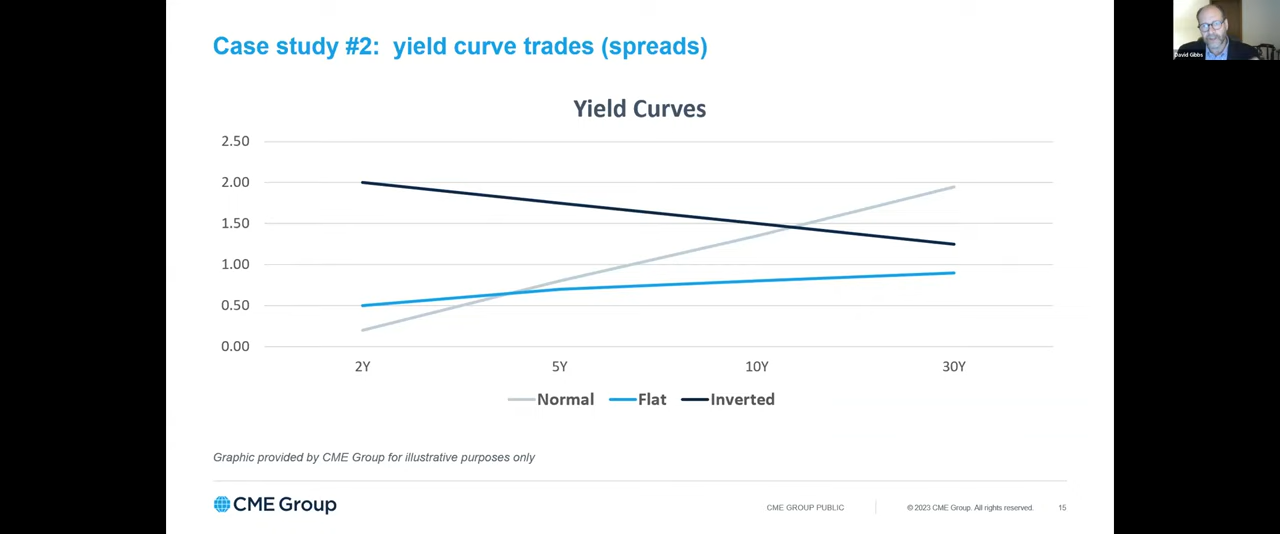 Case study #2: yield curve trades (spreads)
David Gibbs
Yield Curves
2.50
2.00
1.50
1.00
0.50
0.00
2Y 5Y 10Y 30Y
Normal Flat Inverted
Graphic provided by CME Group for illustrative purposes only
CME Group
CME GROUP PUBLIC © 2023 CME Group. All rights reserved. 15